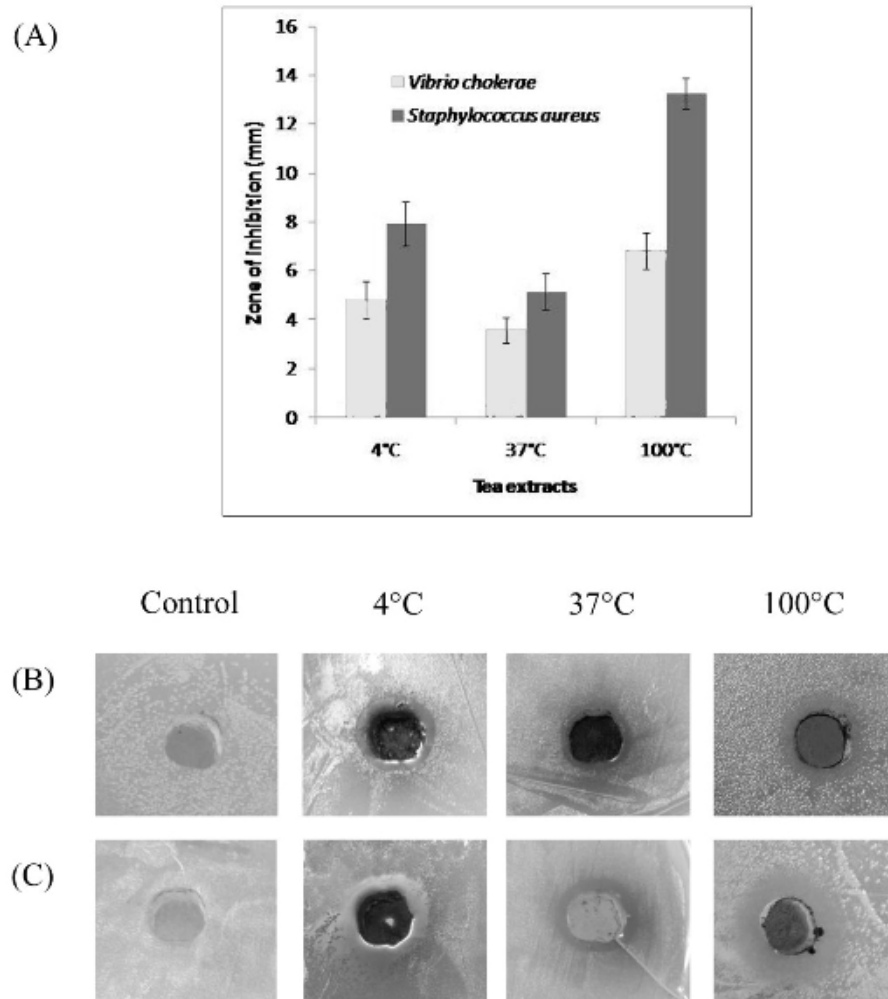 (A)
16
14
12
10
8
6
4
2
0
Zone of inhibition (mm)
Vibrio cholerae
Staphylococcus aureus
4°C 37°C 100°C
Tea extracts
Control 4°C 37°C 100°C
(B)
(C)